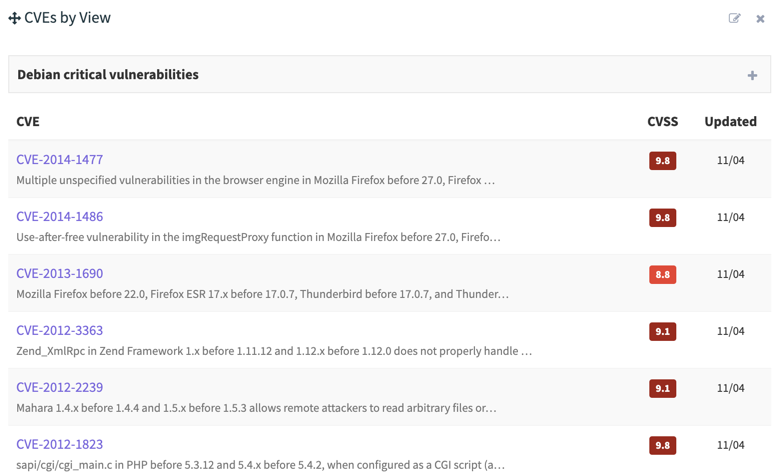 CVEs by View
Debian critical vulnerabilities
CVE CVSS Updated
CVE-2014-1477 9.8 11/04
Multiple unspecified vulnerabilities in the browser engine in Mozilla Firefox before 27.0, Firefox …
CVE-2014-1486 9.8 11/04
Use-after-free vulnerability in the imgRequestProxy function in Mozilla Firefox before 27.0, Firefo…
CVE-2013-1690 8.8 11/04
Mozilla Firefox before 22.0, Firefox ESR 17.x before 17.0.7, Thunderbird before 17.0.7, and Thunder…
CVE-2012-3363 9.1 11/04
Zend_XmlRpc in Zend Framework 1.x before 1.11.12 and 1.12.x before 1.12.0 does not properly handle …
CVE-2012-2239 9.1 11/04
Mahara 1.4.x before 1.4.4 and 1.5.x before 1.5.3 allows remote attackers to read arbitrary files or…
CVE-2012-1823 9.8 11/04
sapi/cgi/cgi_main.c in PHP before 5.3.12 and 5.4.x before 5.4.2, when configured as a CGI script (a…